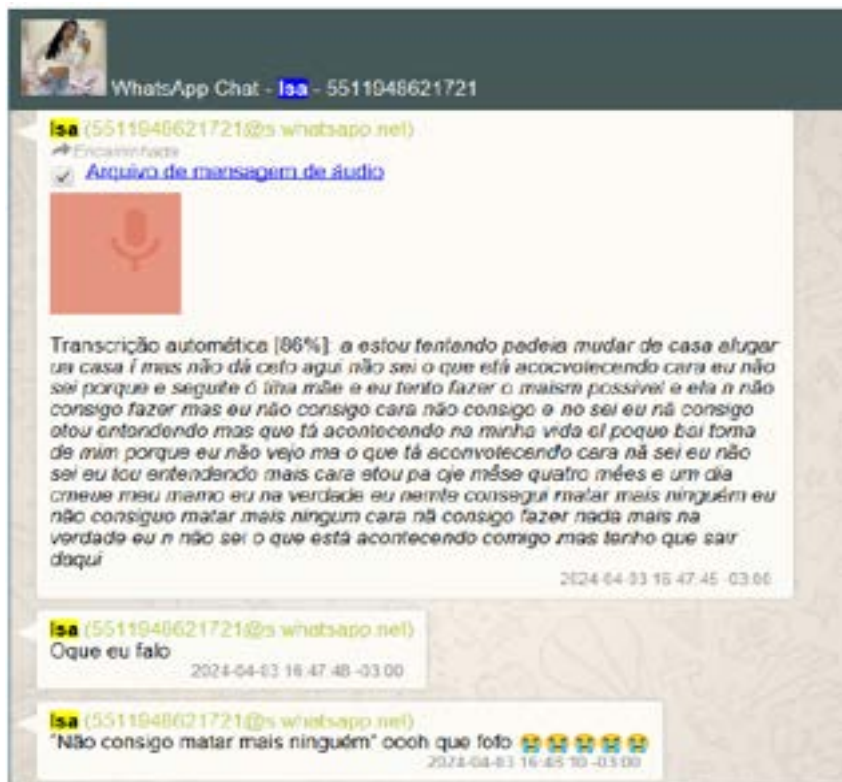 WhatsApp Chat - Isa - 5511948621721
Isa (5511948621721@s.whatsapp.net)
Encaminhada
Arquivo de mensagem de áudio
Transcrição automática [86%]: a estou tentando padeia mudar de casa alugar
ua casa í mas não dá ceto agui não sei o que etá acocvotecendo cara eu não
sei porque e seguite ó tiha mãe e eu tento fazer o maism possivel e ela n não
consigo fazer mas eu não consigo cara não consigo e no sei eu nã consigo
otou entendendo mas que tá acontecendo na minha vida el poque bai toma
de mim porque eu não vejo ma o que tá aconvotecendo cara nã sei eu não
sei eu tou entendendo mais cara etou pa oje mêse quatro mées e um dia
cmeue meu mamo eu na verdade eu nemte consegui matar mais ninguém eu
não consiguo matar mais ningum cara nã consigo fazer nada mais na
verdade eu n não sei o que está acontecendo comigo mas tenho que sair
daqui
2024-04-03 16:47:45 -03:00
Isa (5511948621721@s.whatsapp.net)
Oque eu falo
2024-04-03 16:47:48 -03:00
Isa (5511948621721@s.whatsapp.net)
"Não consigo matar mais ninguém" oooh que fofo 😭😭😭😭😭
2024-04-03 16:48:10 -03:00